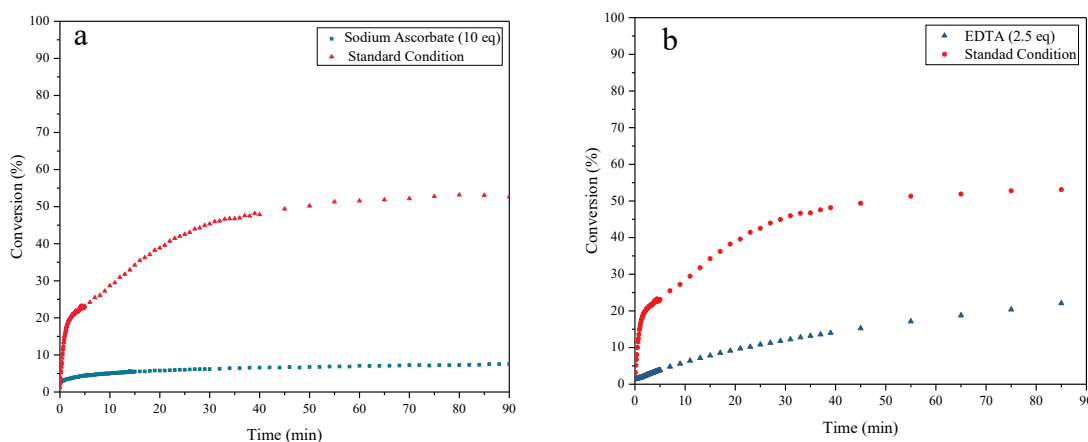 a
Sodium Ascorbate (10 eq)
Standard Condition
100
90
80
70
60
50
40
30
20
10
0
Conversion (%)
0 10 20 30 40 50 60 70 80 90
Time (min)
b
EDTA (2.5 eq)
Standad Condition
100
90
80
70
60
50
40
30
20
10
0
Conversion (%)
0 10 20 30 40 50 60 70 80 90
Time (min)